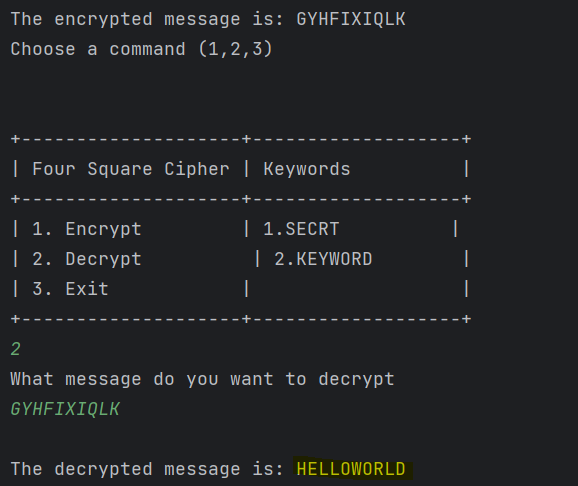 The encrypted message is: GYHFIXIQLK
Choose a command (1,2,3)
+--------------------+-------------------+
| Four Square Cipher | Keywords          |
+--------------------+-------------------+
| 1. Encrypt         | 1.SECRT          |
| 2. Decrypt          | 2.KEYWORD        |
| 3. Exit            |                   |
+--------------------+-------------------+
2
What message do you want to decrypt
GYHFIXIQLK
The decrypted message is: HELLOWORLD